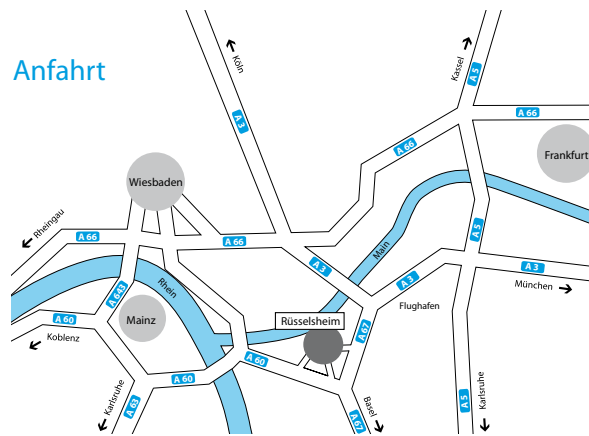 Anfahrt
Köln
Kassel
A 5
A 3
A 66
A 66
Frankfurt
Wiesbaden
Rheingau
A 66
A 66
Main
A 3
A 3
A 3
A 3
München
Rhein
A 643
Flughafen
Mainz
Rüsselsheim
A 60
Koblenz
A 67
A 60
A 60
Karlsruhe
A 63
Basel
A 67
A 5
Karlsruhe